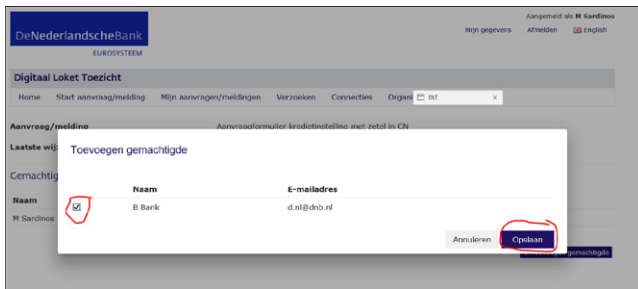 Aangemeld als M Sardinos
DeNederlandscheBank
EUROSYSTEEM
Mijn gegevens Afmelden English
Digitaal Loket Toezicht
Home Start aanvraag/melding Mijn aanvragen/meldingen Verzoeken Connecties Organi
Aanvraag/melding Aanvraagformulier kredietinstelling met zetel in CN
Laatste wij
Toevoegen gemachtigde
Gemachtig
Naam E-mailadres
Naam
B Bank d.nl@dnb.nl
M Sardinos
Annuleren Opslaan
gemachtigde